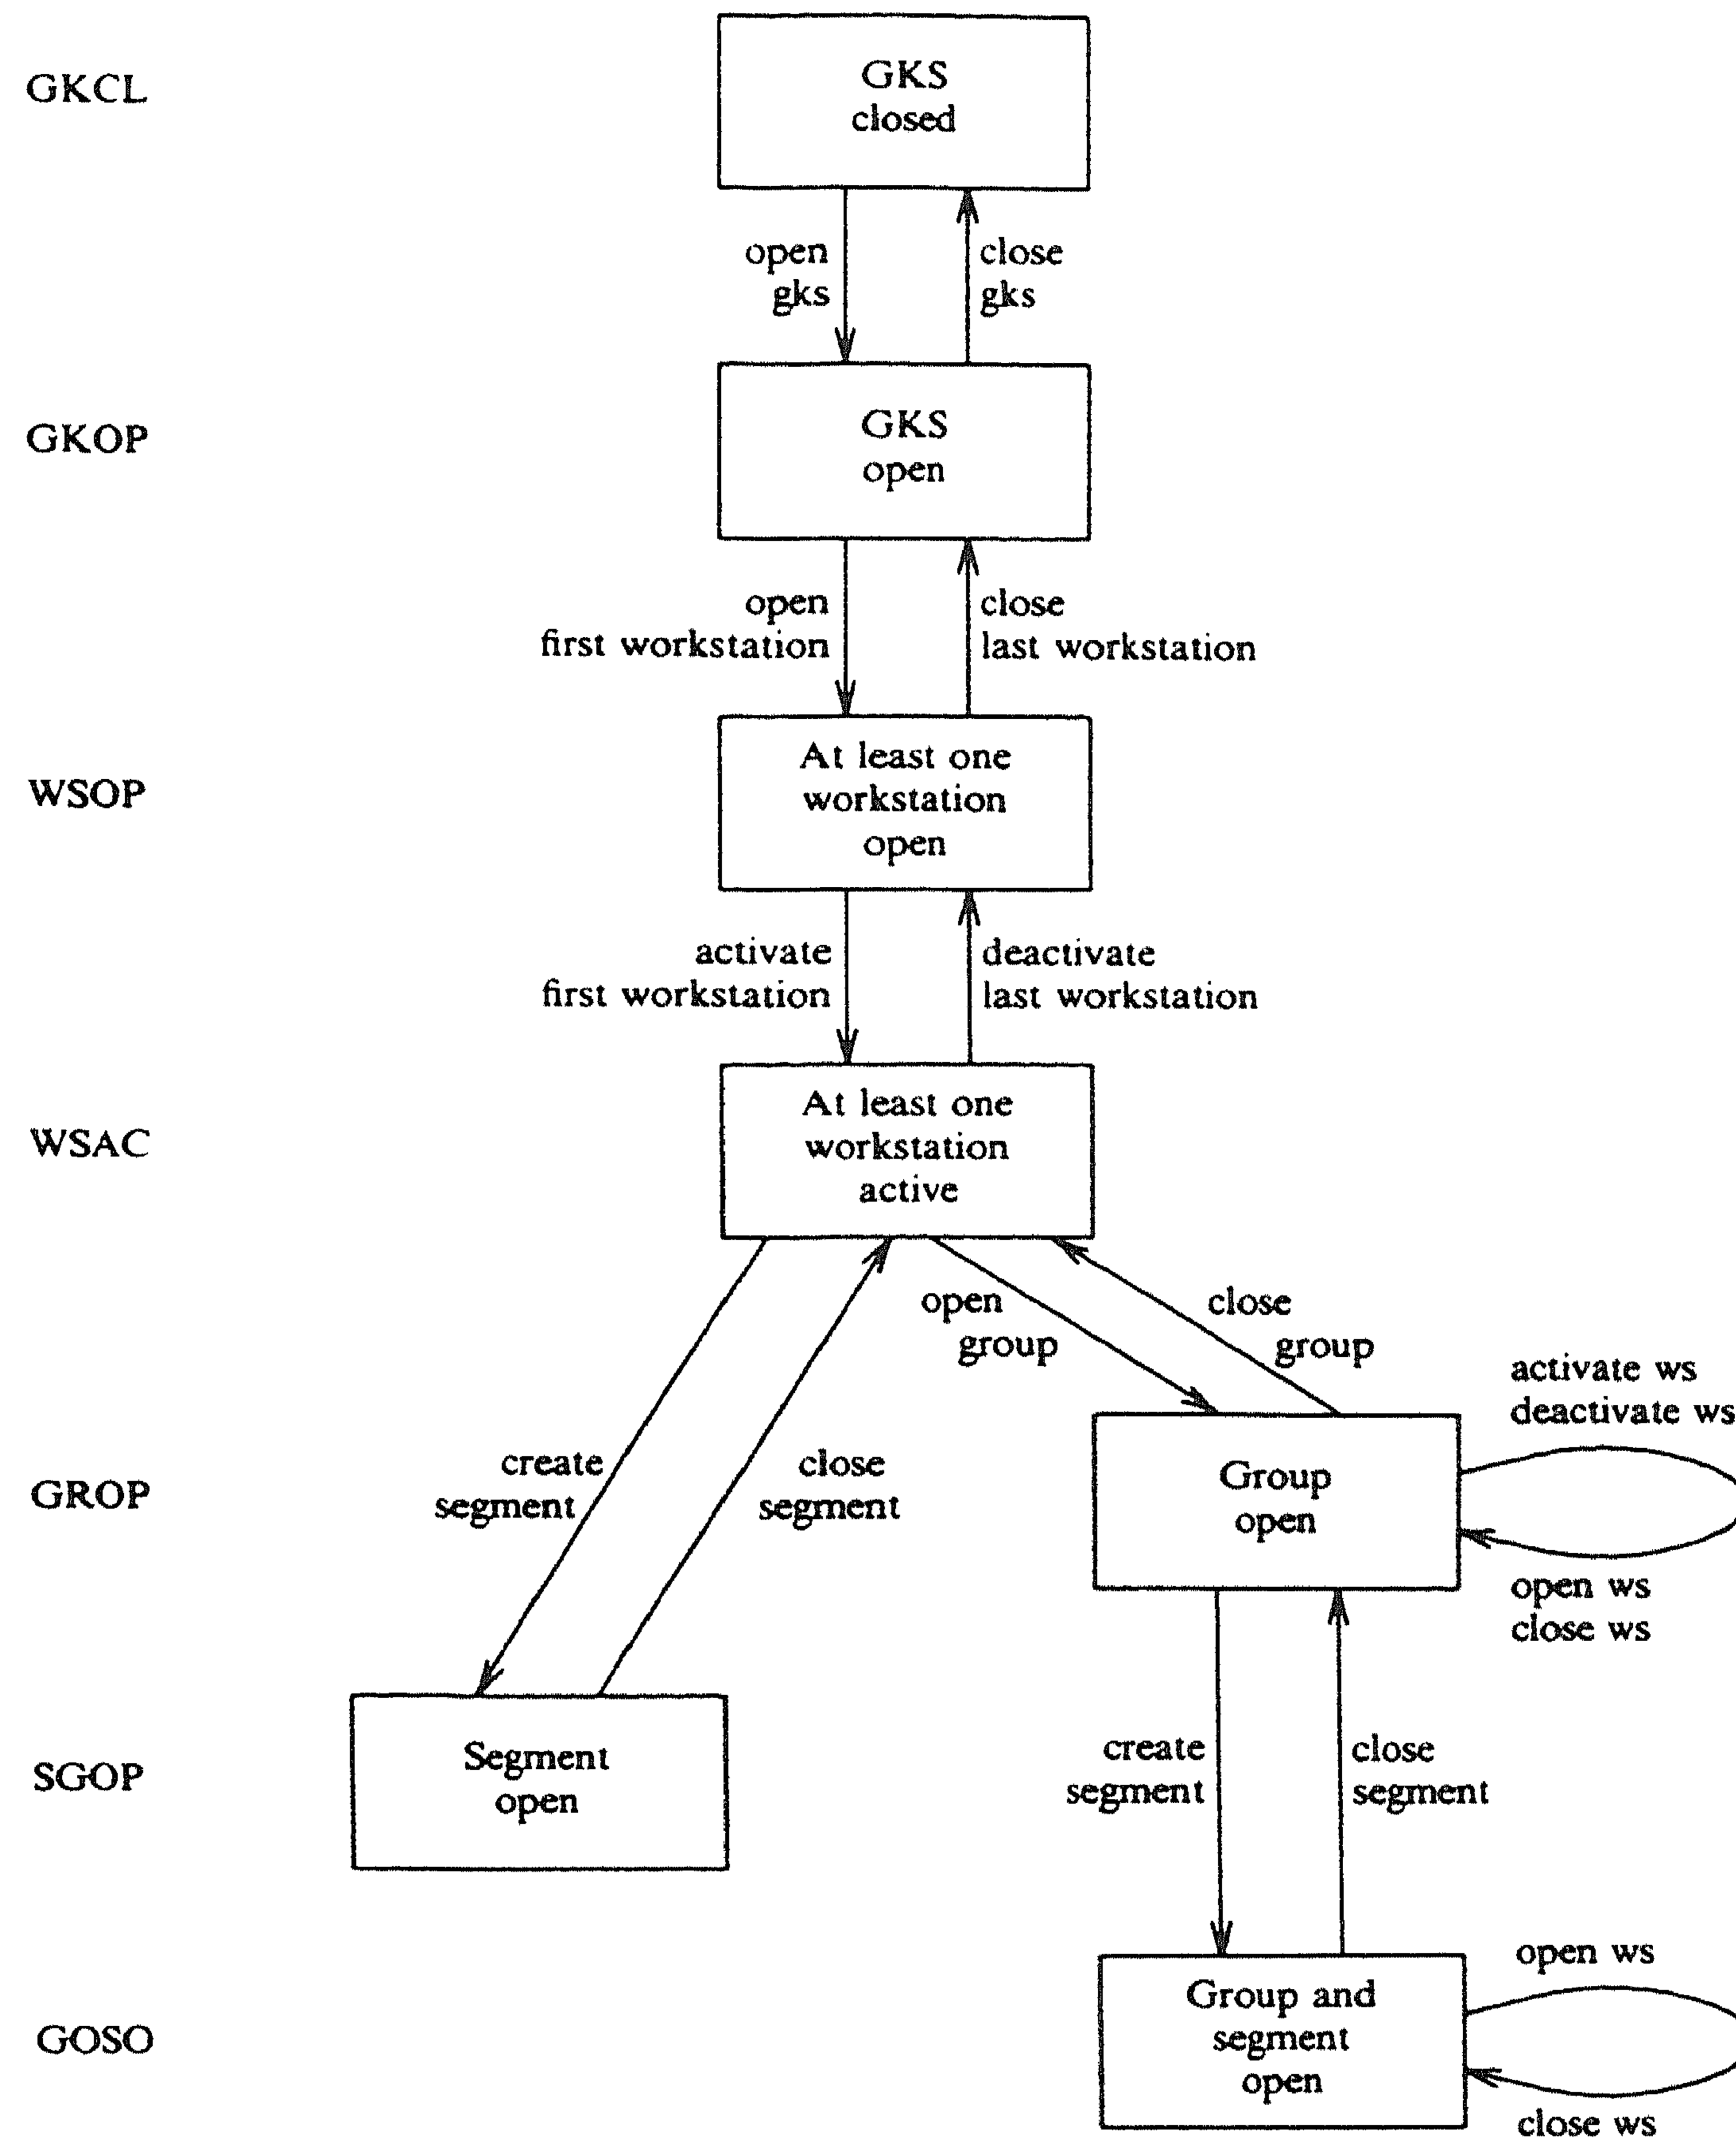 GKCL
GKS
closed
open
gks
close
gks
GKOP
GKS
open
open
first workstation
close
last workstation
WSOP
At least one
workstation
open
activate
first workstation
deactivate
last workstation
WSAC
At least one
workstation
active
open
group
close
group
activate ws
deactivate ws
create
segment
close
segment
GROP
Group
open
open ws
close ws
SGOP
Segment
open
create
segment
close
segment
open ws
GOSO
Group and
segment
open
close ws